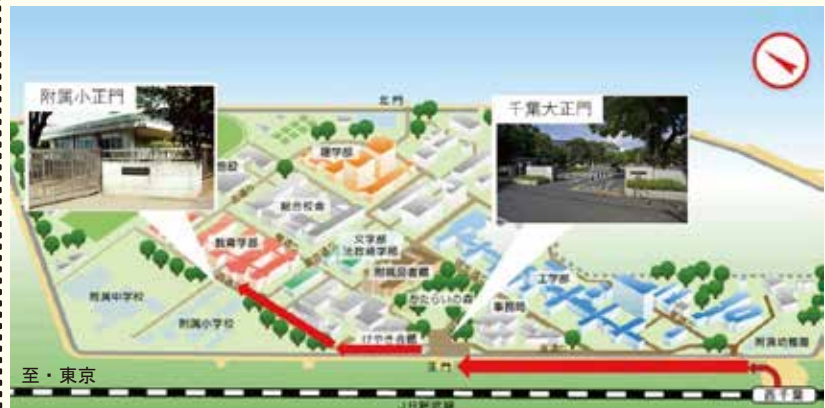 附属小正門
北門
千葉大正門
理学部
総合校舎
教育学部
文学部
法政経学部
附属図書館
かたらいの森
工学部
附属中学校
事務局
附属小学校
けやき会館
附属幼稚園
正門
至・東京
西千葉
JR総武線